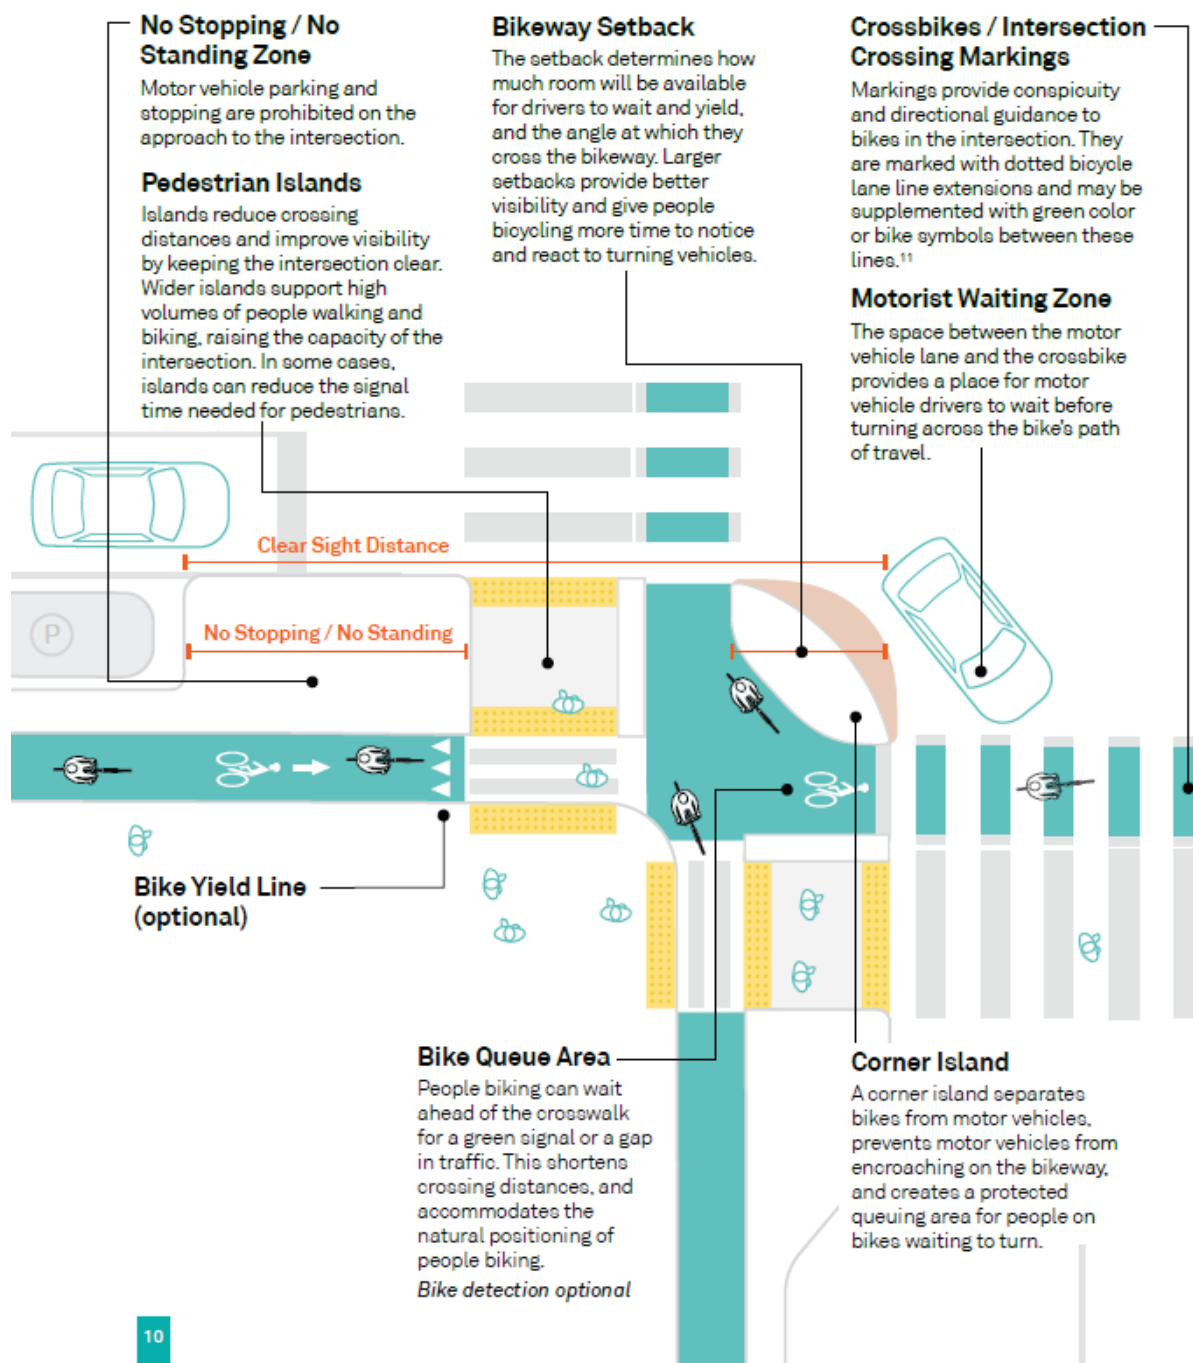 No Stopping / No
Standing Zone
Motor vehicle parking and
stopping are prohibited on the
approach to the intersection.
Pedestrian Islands
Islands reduce crossing
distances and improve visibility
by keeping the intersection clear.
Wider islands support high
volumes of people walking and
biking, raising the capacity of the
intersection. In some cases,
islands can reduce the signal
time needed for pedestrians.
Bikeway Setback
The setback determines how
much room will be available
for drivers to wait and yield,
and the angle at which they
cross the bikeway. Larger
setbacks provide better
visibility and give people
bicycling more time to notice
and react to turning vehicles.
Crossbikes / Intersection
Crossing Markings
Markings provide conspicuity
and directional guidance to
bikes in the intersection. They
are marked with dotted bicycle
lane line extensions and may be
supplemented with green color
or bike symbols between these
lines.¹¹
Motorist Waiting Zone
The space between the motor
vehicle lane and the crossbike
provides a place for motor
vehicle drivers to wait before
turning across the bike's path
of travel.
Clear Sight Distance
P
No Stopping / No Standing
Bike Yield Line
(optional)
Bike Queue Area
People biking can wait
ahead of the crosswalk
for a green signal or a gap
in traffic. This shortens
crossing distances, and
accommodates the
natural positioning of
people biking.
Bike detection optional
Corner Island
A corner island separates
bikes from motor vehicles,
prevents motor vehicles from
encroaching on the bikeway,
and creates a protected
queuing area for people on
bikes waiting to turn.
10